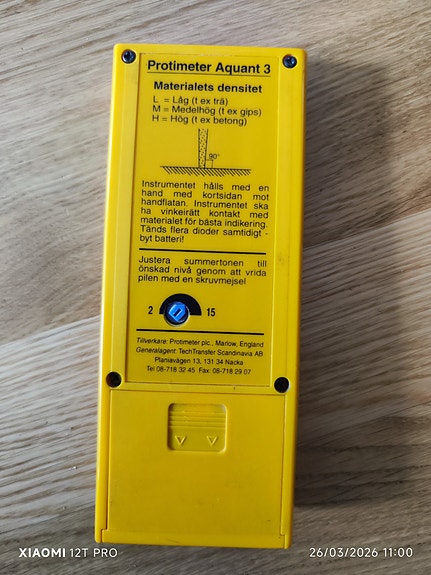 Protimeter Aquant 3
Materialets densitet
L = Låg (t ex trä)
M = Medelhög (t ex gips)
H = Hög (t ex betong)
90°
Instrumentet hålls med en
hand med kortsidan mot
handflatan. Instrumentet ska
ha vinkelrätt kontakt med
materialet för bästa indikering.
Tänds flera dioder samtidigt -
byt batteri!
Justera summertonen till
önskad nivå genom att vrida
pilen med en skruvmejsel
2 15
Tillverkare: Protimeter plc., Marlow, England
Generalagent: TechTransfer Scandinavia AB
Planiavägen 13, 131 34 Nacka
Tel 08-718 32 45 Fax: 08-718 29 07
XIAOMI 12T PRO
26/03/2026 11:00